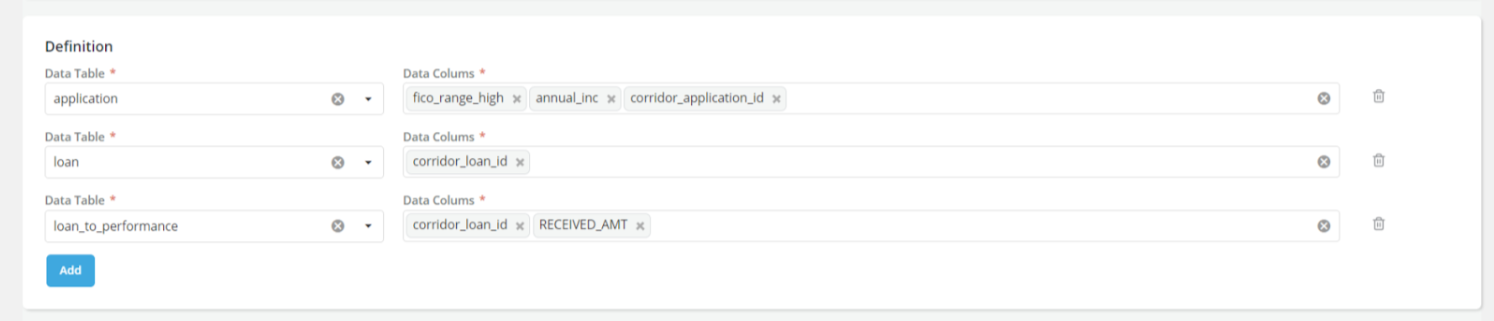 Definition
Data Table * Data Colums *
application fico_range_high annual_inc corridor_application_id
Data Table * Data Colums *
loan corridor_loan_id
Data Table * Data Colums *
loan_to_performance corridor_loan_id RECEIVED_AMT
Add